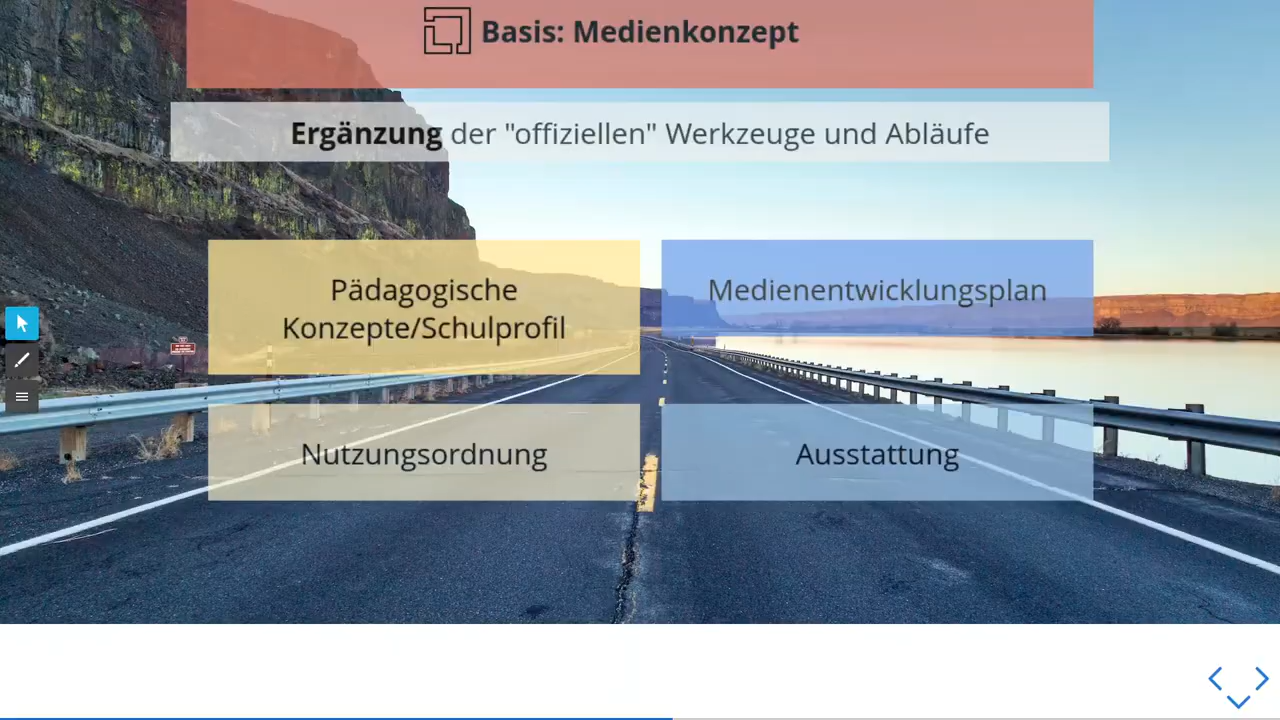 Basis: Medienkonzept
Ergänzung der "offiziellen" Werkzeuge und Abläufe
Pädagogische
Konzepte/Schulprofil
Medienentwicklungsplan
Nutzungsordnung
Ausstattung